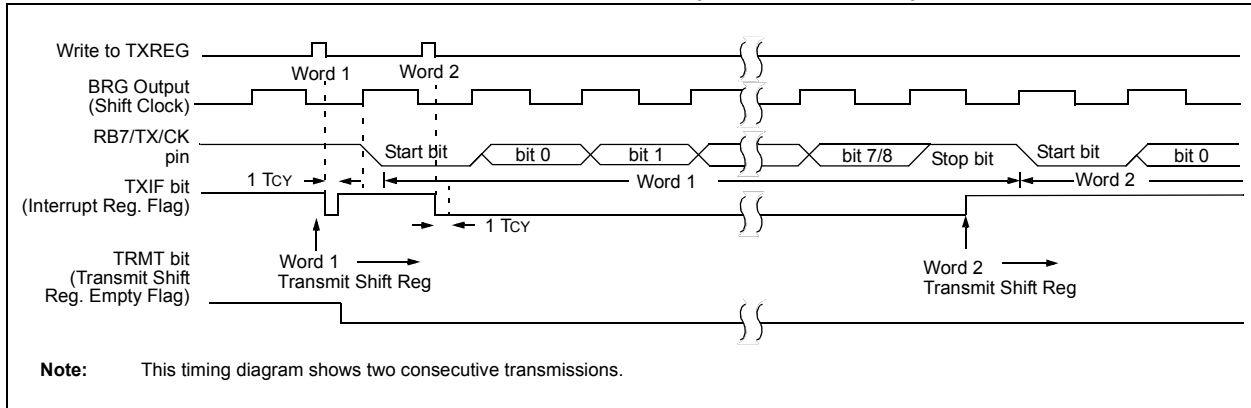 Write to TXREG
Word 1
Word 2
BRG Output
(Shift Clock)
RB7/TX/CK
pin
Start bit
bit 0
bit 1
bit 7/8
Stop bit
Start bit
bit 0
1 TCY
Word 1
Word 2
TXIF bit
(Interrupt Reg. Flag)
1 TCY
TRMT bit
(Transmit Shift
Reg. Empty Flag)
Word 1
Transmit Shift Reg
Word 2
Transmit Shift Reg
Note: This timing diagram shows two consecutive transmissions.